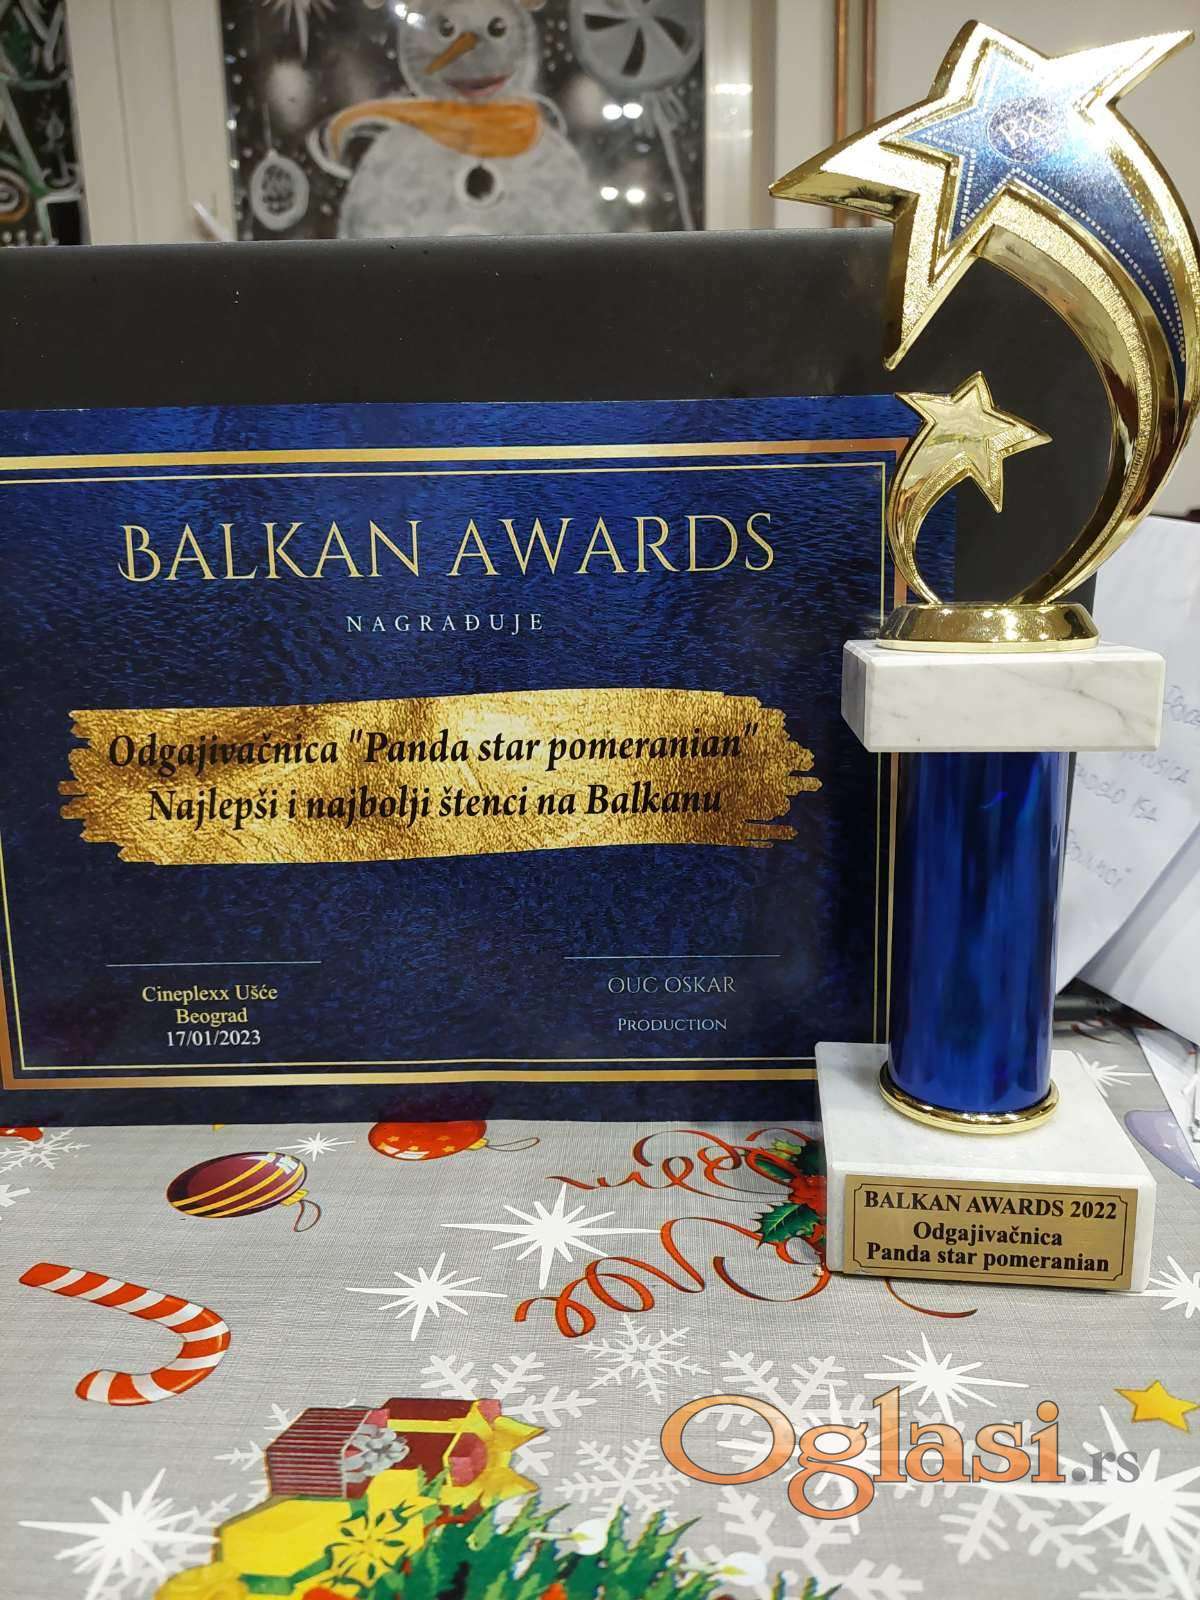 BALKAN AWARDS
NAGRAĐUJE
Odgajivačnica "Panda star pomeranian"
Najlepši i najbolji štenci na Balkanu
Cineplexx Ušće
Beograd
17/01/2023
OUC OSKAR
PRODUCTION
BALKAN AWARDS 2022
Odgajivačnica
Panda star pomeranian
Oglasi.rs